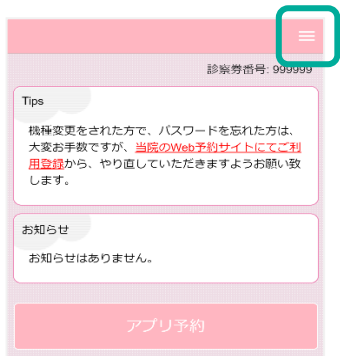 診察券番号: 999999
Tips
機種変更をされた方で、パスワードを忘れた方は、
大変お手数ですが、当院のWeb予約サイトにてご利
用登録から、やり直していただきますようお願い致
します。
お知らせ
お知らせはありません。
アプリ予約